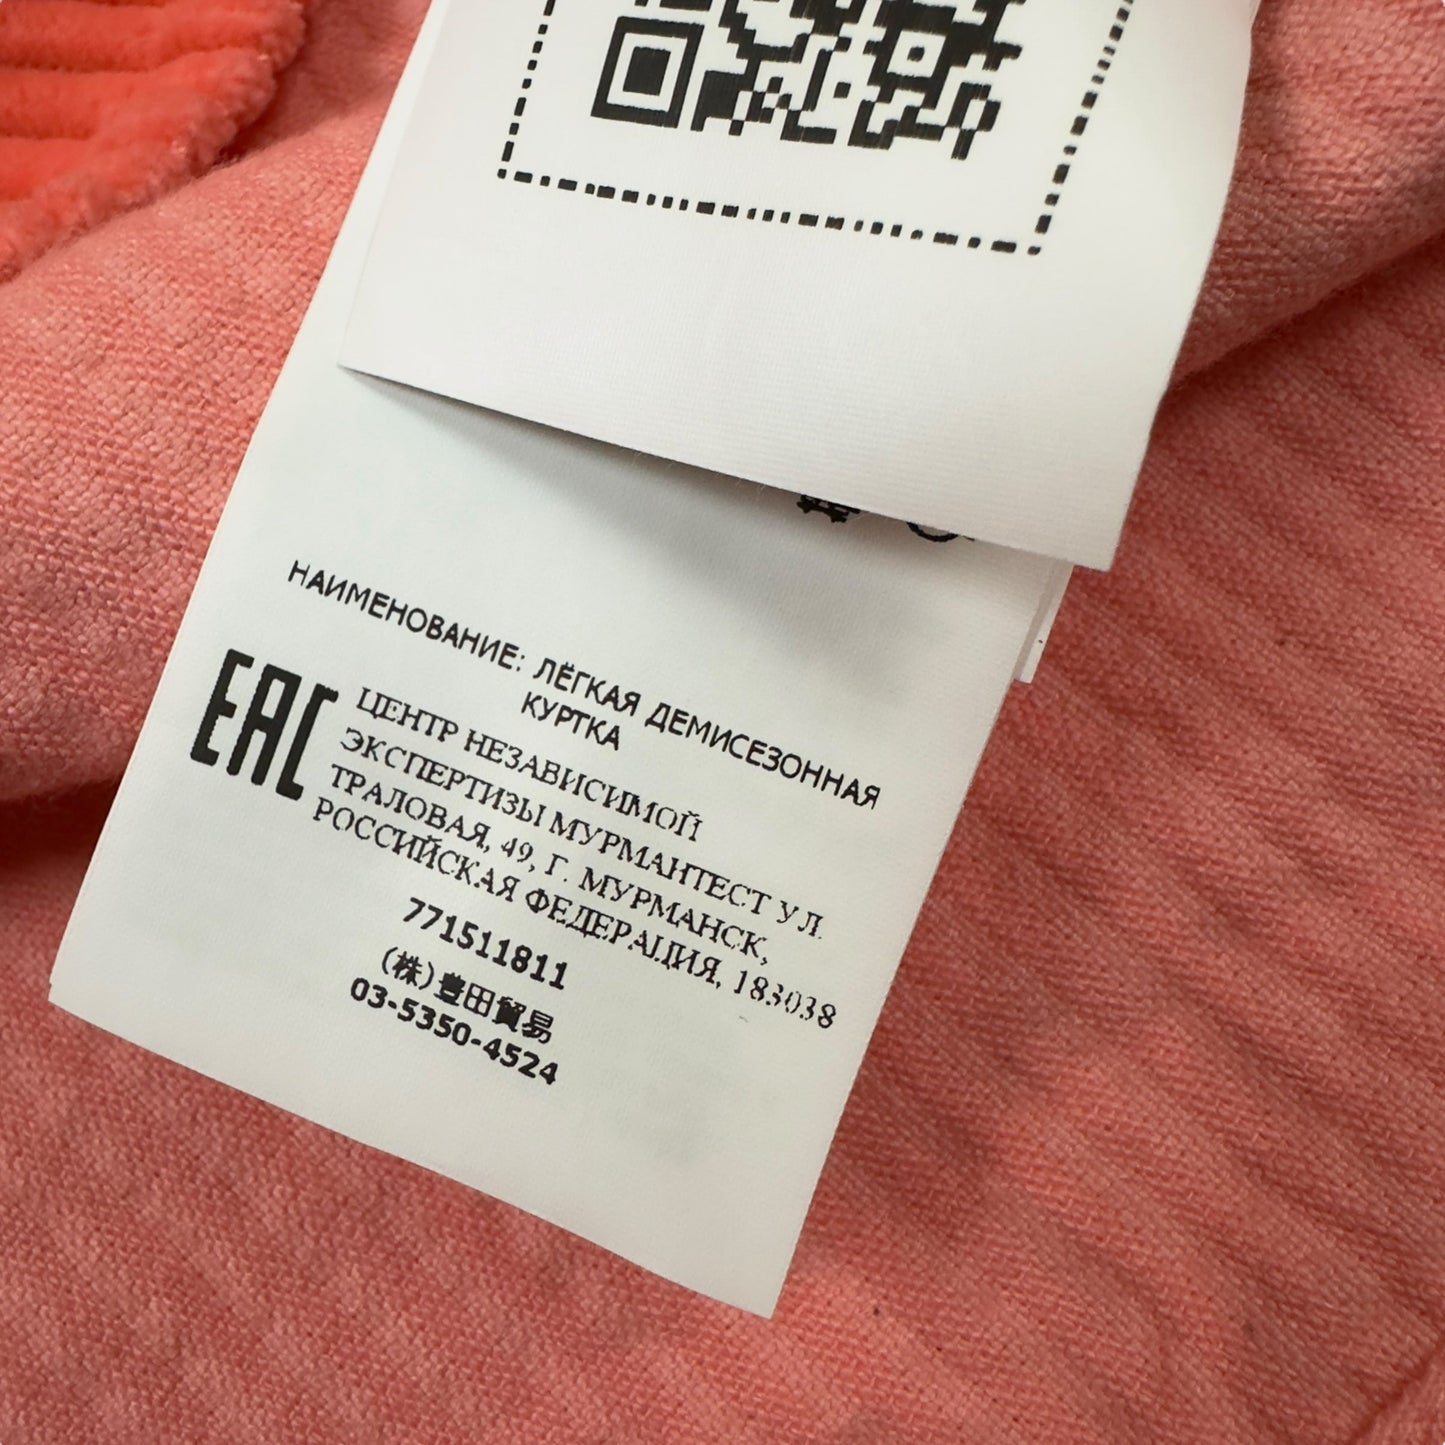 НАИМЕНОВАНИЕ: ЛЁГКАЯ ДЕМИСЕЗОННАЯ
КУРТКА
EAC
ЦЕНТР НЕЗАВИСИМОЙ
ЭКСПЕРТИЗЫ МУРМАНТЕСТ УЛ.
ТРАЛОВАЯ, 49, Г. МУРМАНСК,
РОССИЙСКАЯ ФЕДЕРАЦИЯ, 183038
771511811
(株)豊田貿易
03-5350-4524